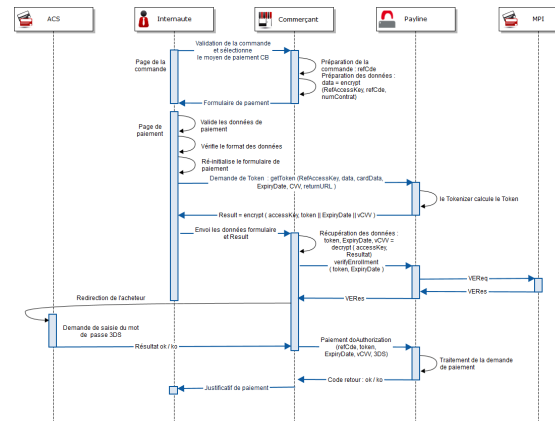 ACS
Internaute
Commerçant
Payline
MPI
Validation de la commande
et sélectionne
le moyen de paiement CB
Page de la
commande
Préparation de la
commande : refCde
Préparation des données :
data = encrypt
(RefAccessKey, refCde,
numContrat)
Formulaire de paiement
Page de
paiement
Valide les données de
paiement
Vérifie le format des données
Ré-initialise le formulaire de
paiement
Demande de Token : getToken (RefAccessKey, data, cardData,
ExpiryDate, CVV, returnURL )
le Tokenizer calcule le Token
Result = encrypt ( accessKey, token || ExpiryDate || vCVV )
Envoi les données formulaire
et Result
Récupération des données :
token, ExpiryDate, vCVV =
decrypt ( accessKey,
Resultat)
verifyEnrollment
( token, ExpiryDate )
VEReq
VERes
VERes
Redirection de l'acheteur
Demande de saisie du mot
de passe 3DS
Résultat ok / ko
Paiement doAuthorization
(refCde, token,
ExpiryDate, vCVV, 3DS)
Traitement de la demande
de paiement
Code retour : ok / ko
Justificatif de paiement